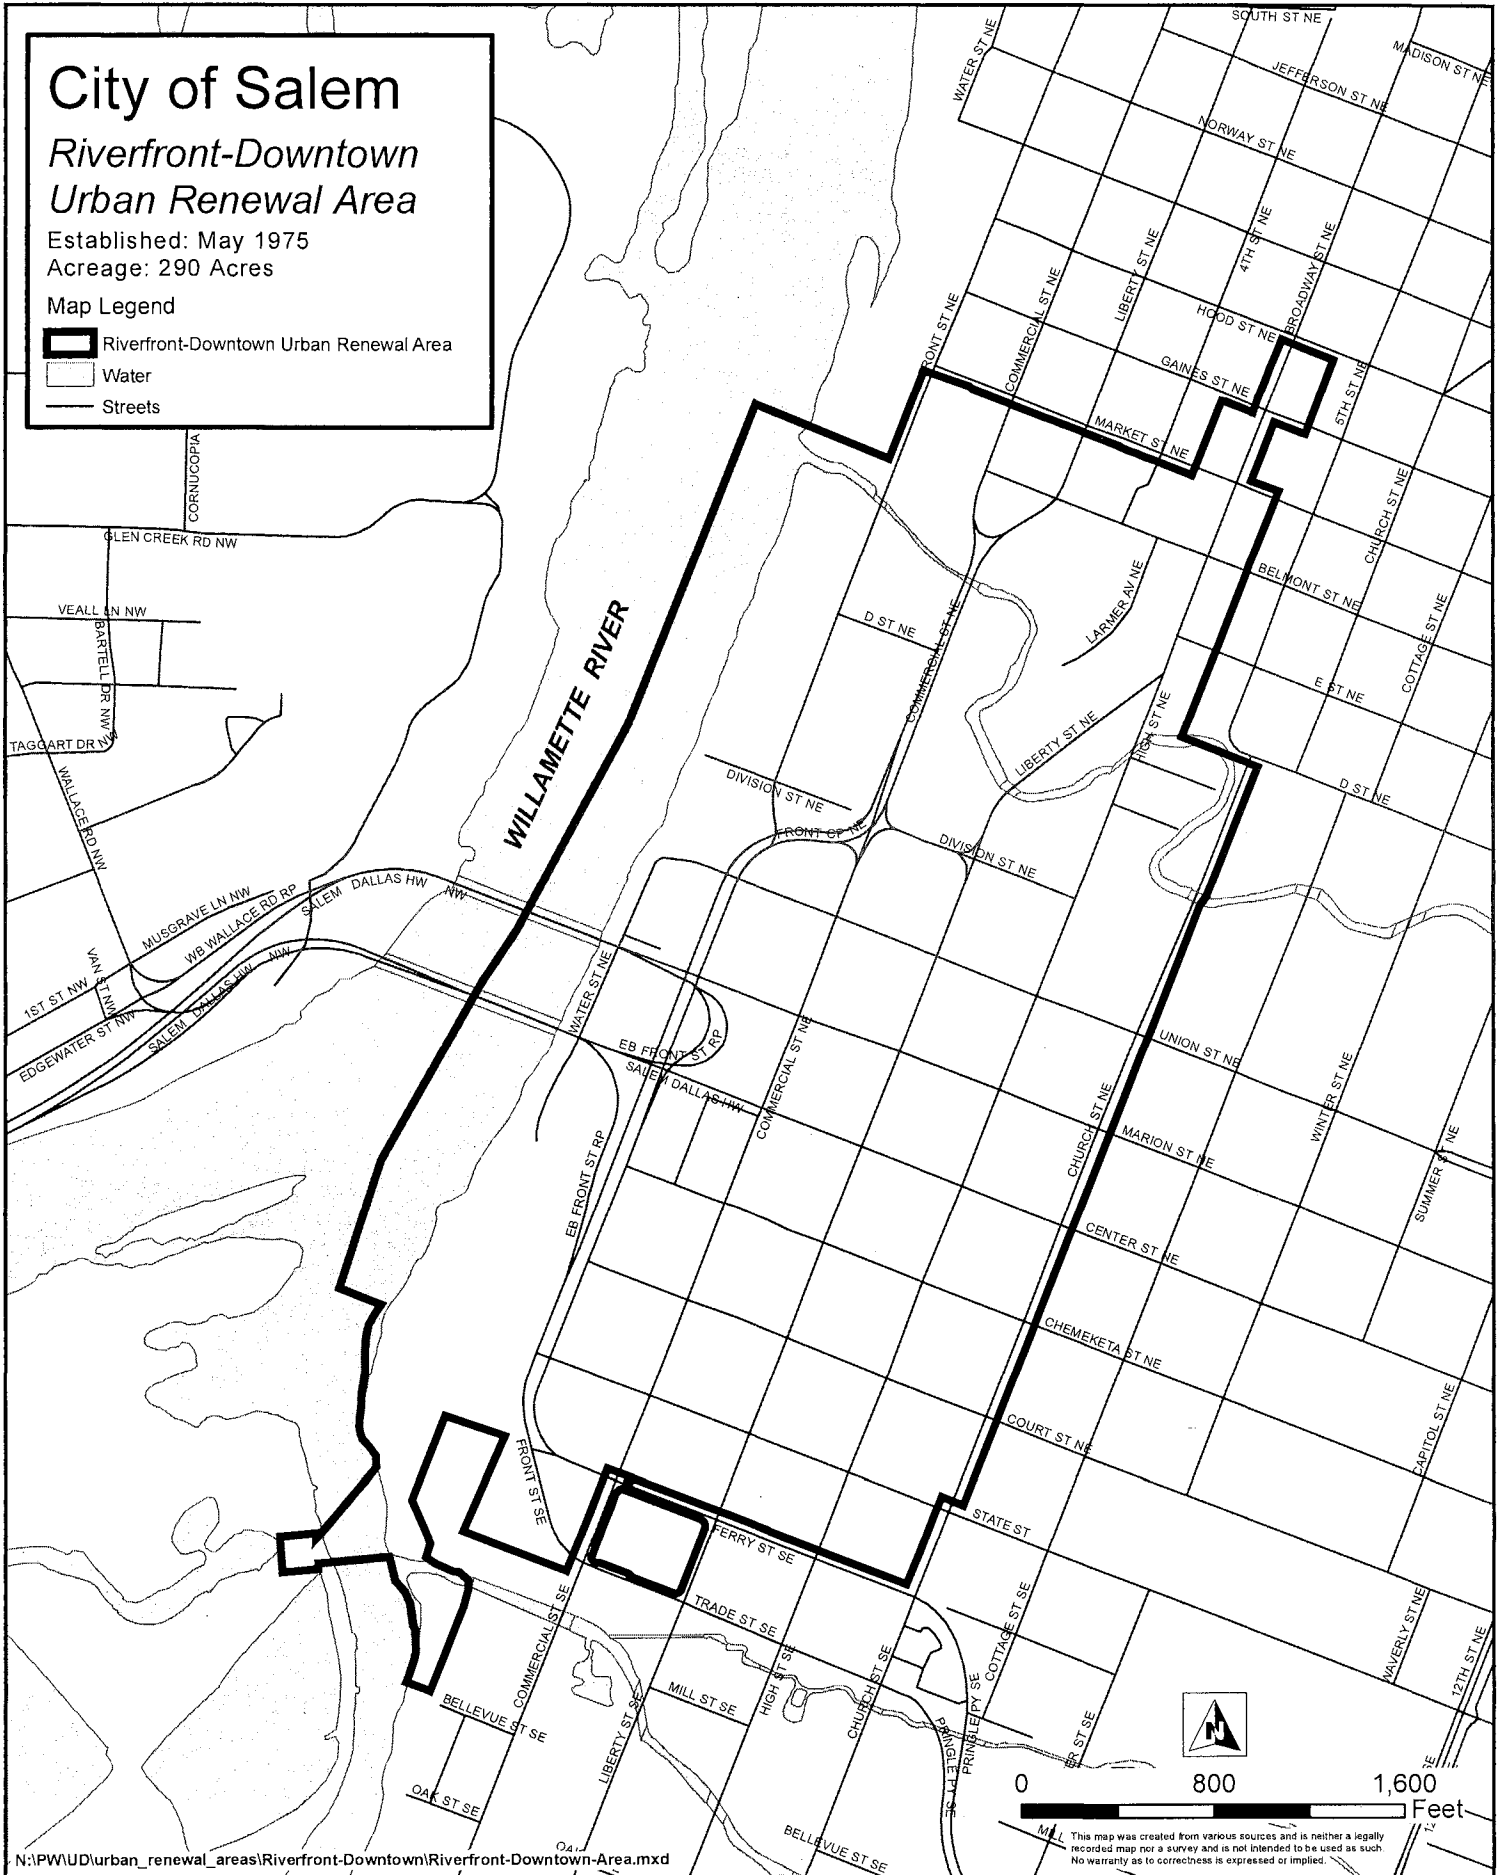 City of Salem
Riverfront-Downtown
Urban Renewal Area
Established: May 1975
Acreage: 290 Acres
Map Legend
Riverfront-Downtown Urban Renewal Area
Water
Streets
SOUTH ST NE
WATER ST NE
MADISON ST NE
JEFFERSON ST NE
NORWAY ST NE
4TH ST NE
BROADWAY ST NE
LIBERTY ST NE
COMMERCIAL ST NE
HOOD ST NE
GAINES ST NE
5TH ST NE
MARKET ST NE
CORNUCOPIA
GLEN CREEK RD NW
CHURCH ST NE
BELMONT ST NE
VEALL LN NW
BARTELL DR NW
TAGGART DR NW
D ST NE
LARMER AV NE
COTTAGE ST NE
COMMERCIAL ST NE
E ST NE
WILLAMETTE RIVER
HIGH ST NE
LIBERTY ST NE
WALLACE RD NW
DIVISION ST NE
D ST NE
FRONT CP NE
DIVISION ST NE
SALEM DALLAS HW NW
MUSGRAVE LN NW
WB WALLACE RD RP
VAN ST NW
1ST ST NW
EDGEWATER ST NW
SALEM DALLAS HW NW
WATER ST NE
EB FRONT ST RP
SALEM DALLAS HW
COMMERCIAL ST NE
UNION ST NE
WINTER ST NE
CHURCH ST NE
MARION ST NE
SUMMER ST NE
EB FRONT ST RP
CENTER ST NE
CHEMEKETA ST NE
COURT ST NE
CAPITOL ST NE
FRONT ST SE
STATE ST
FERRY ST SE
TRADE ST SE
COMMERCIAL ST SE
COTTAGE ST SE
WAVERLY ST NE
12TH ST NE
HIGH ST SE
CHURCH ST SE
MILL ST SE
BELLEVUE ST SE
LIBERTY ST SE
PRINGLE PY SE
PRINGLE PY SE
ER ST SE
OAK ST SE
BELLEVUE ST SE
N
0 800 1,600
Feet
This map was created from various sources and is neither a legally
recorded map nor a survey and is not intended to be used as such.
No warranty as to correctness is expressed or implied.
N:\PW\UD\urban_renewal_areas\Riverfront-Downtown\Riverfront-Downtown-Area.mxd